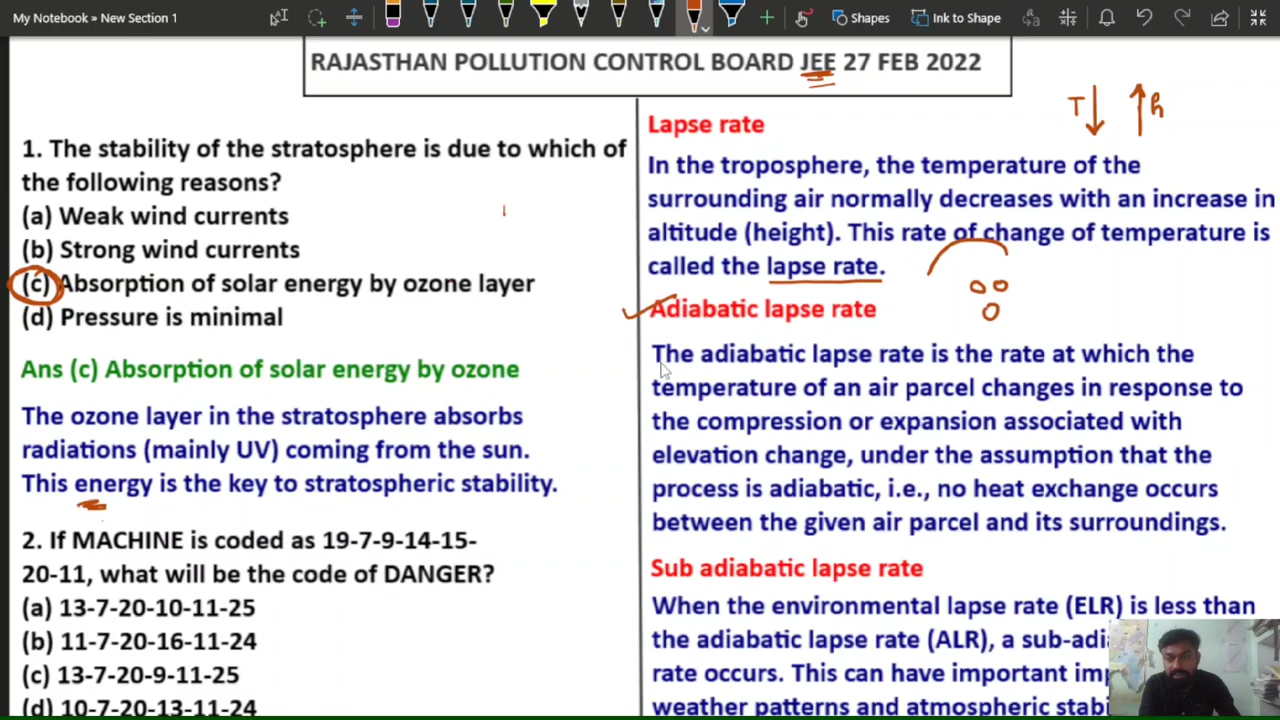 My Notebook » New Section 1
Shapes
Ink to Shape
RAJASTHAN POLLUTION CONTROL BOARD JEE 27 FEB 2022
1. The stability of the stratosphere is due to which of
the following reasons?
(a) Weak wind currents
(b) Strong wind currents
(c) Absorption of solar energy by ozone layer
(d) Pressure is minimal
Ans (c) Absorption of solar energy by ozone
The ozone layer in the stratosphere absorbs
radiations (mainly UV) coming from the sun.
This energy is the key to stratospheric stability.
2. If MACHINE is coded as 19-7-9-14-15-
20-11, what will be the code of DANGER?
(a) 13-7-20-10-11-25
(b) 11-7-20-16-11-24
(c) 13-7-20-9-11-25
(d) 10-7-20-13-11-24
T h
Lapse rate
In the troposphere, the temperature of the
surrounding air normally decreases with an increase in
altitude (height). This rate of change of temperature is
called the lapse rate.
Adiabatic lapse rate
The adiabatic lapse rate is the rate at which the
temperature of an air parcel changes in response to
the compression or expansion associated with
elevation change, under the assumption that the
process is adiabatic, i.e., no heat exchange occurs
between the given air parcel and its surroundings.
Sub adiabatic lapse rate
When the environmental lapse rate (ELR) is less than
the adiabatic lapse rate (ALR), a
rate occurs. This can have important
weather patterns and atmospheric